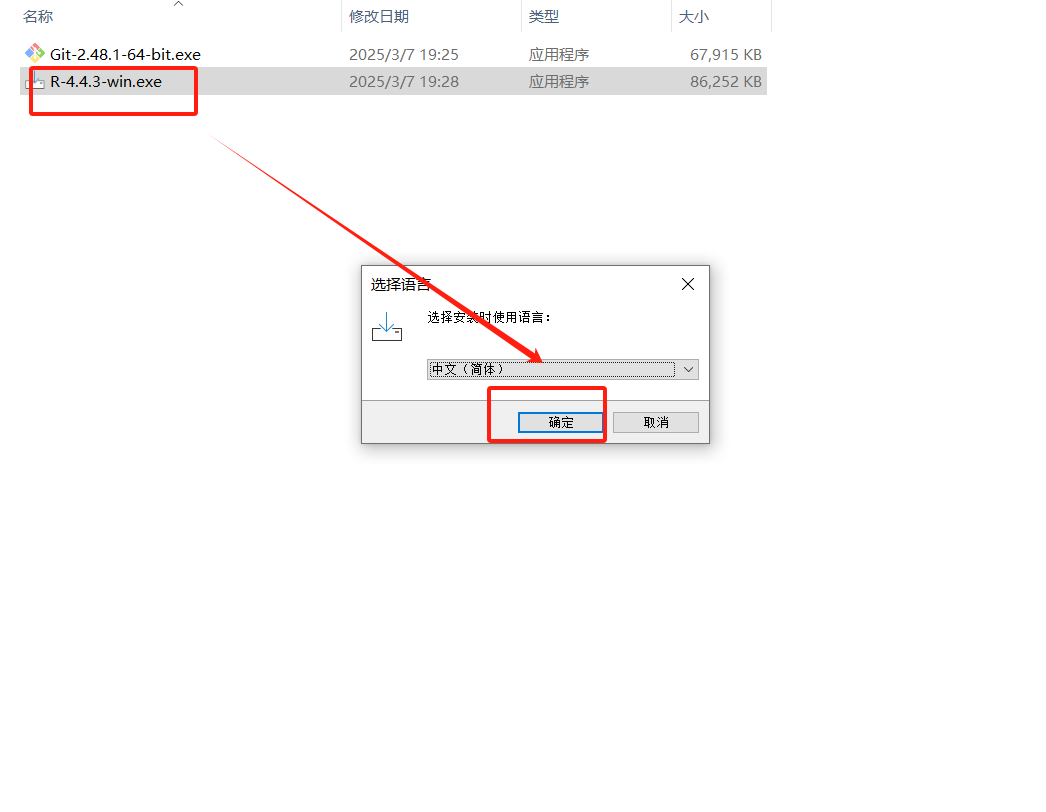 名称 修改日期 类型 大小
Git-2.48.1-64-bit.exe 2025/3/7 19:25 应用程序 67,915 KB
R-4.4.3-win.exe 2025/3/7 19:28 应用程序 86,252 KB
选择语言
选择安装时使用语言：
中文（简体）
确定 取消